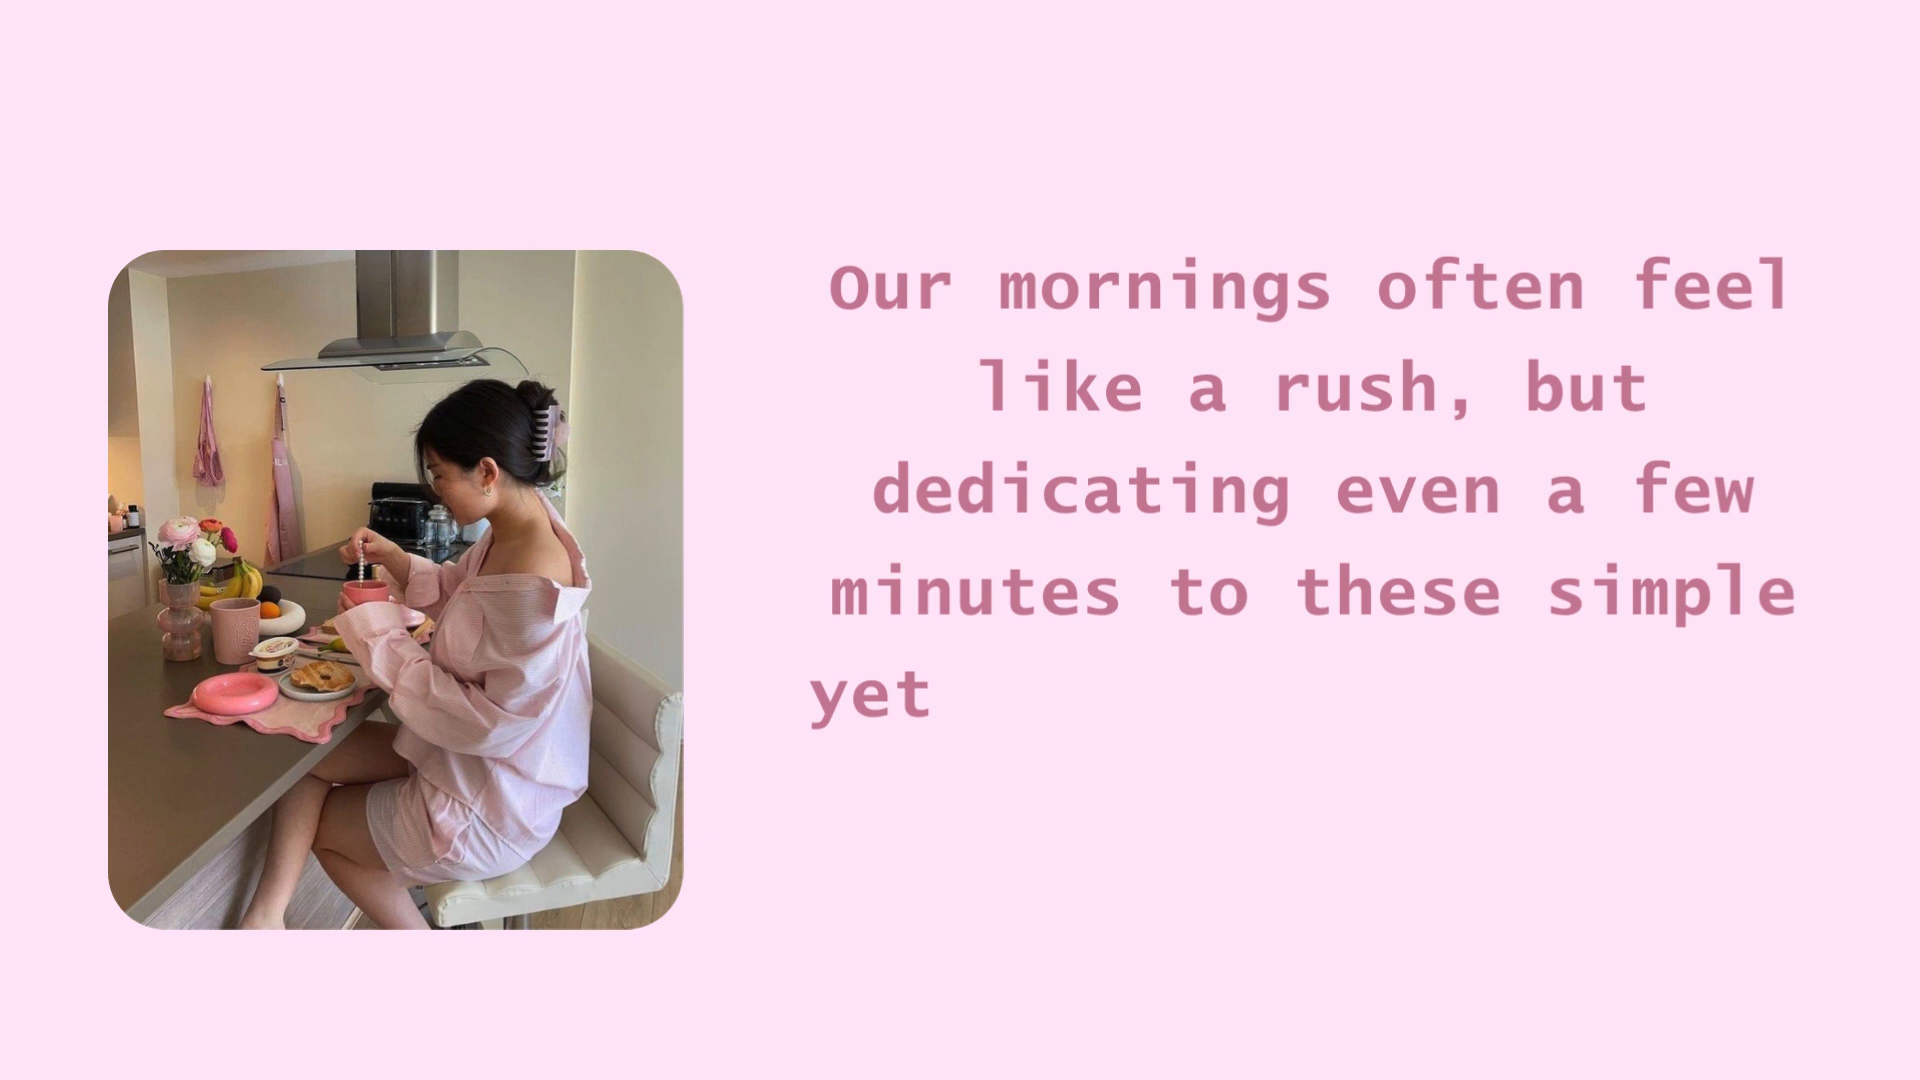 Our mornings often feel
like a rush, but
dedicating even a few
minutes to these simple
yet